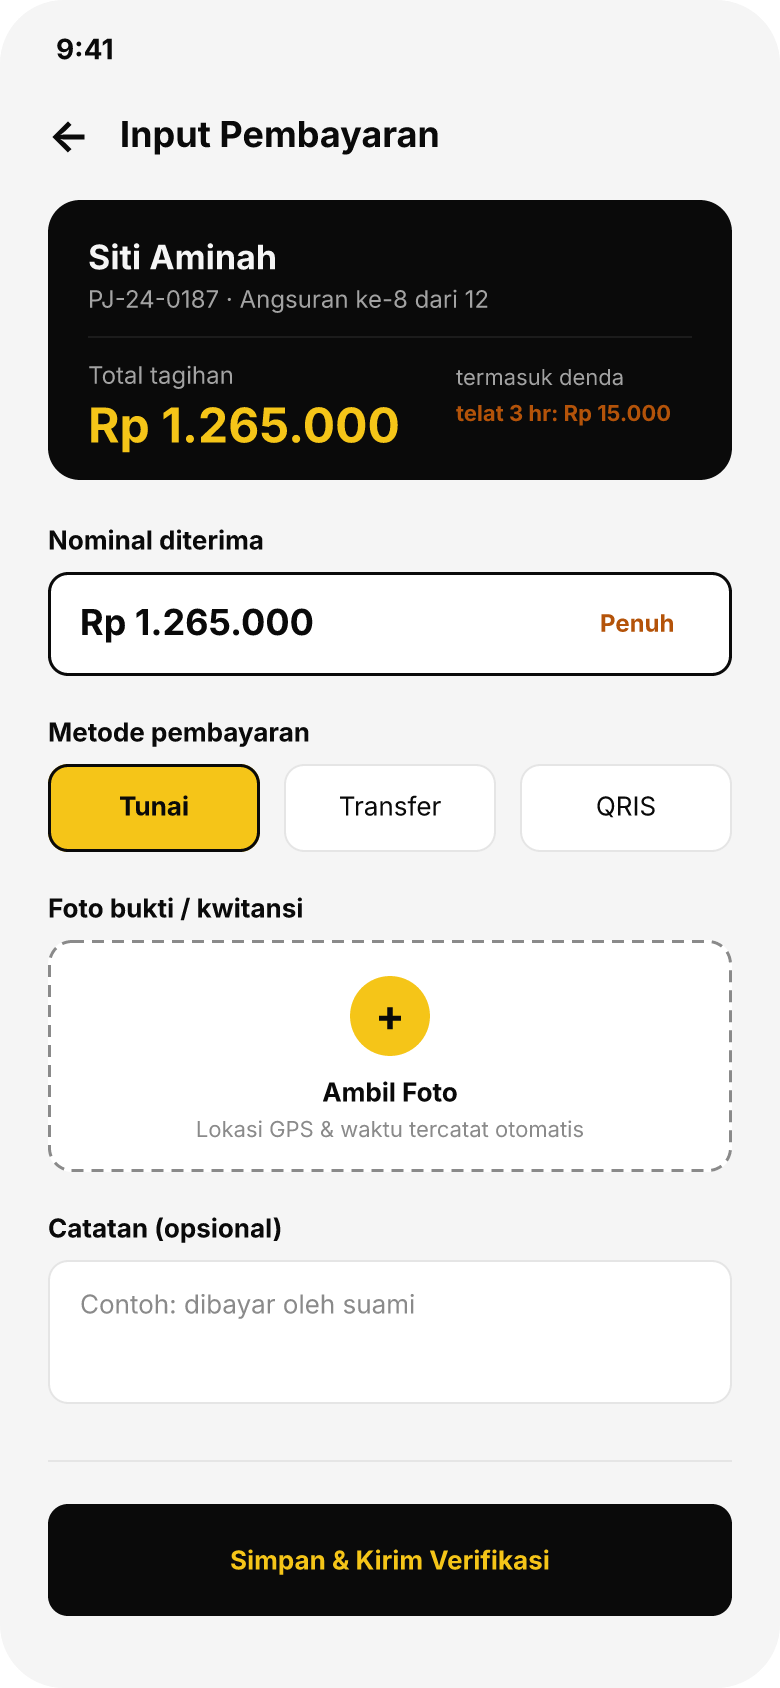 9:41
Input Pembayaran
Siti Aminah
PJ-24-0187 · Angsuran ke-8 dari 12
Total tagihan
Rp 1.265.000
termasuk denda
telat 3 hr: Rp 15.000
Nominal diterima
Rp 1.265.000
Penuh
Metode pembayaran
Tunai
Transfer
QRIS
Foto bukti / kwitansi
+
Ambil Foto
Lokasi GPS & waktu tercatat otomatis
Catatan (opsional)
Contoh: dibayar oleh suami
Simpan & Kirim Verifikasi